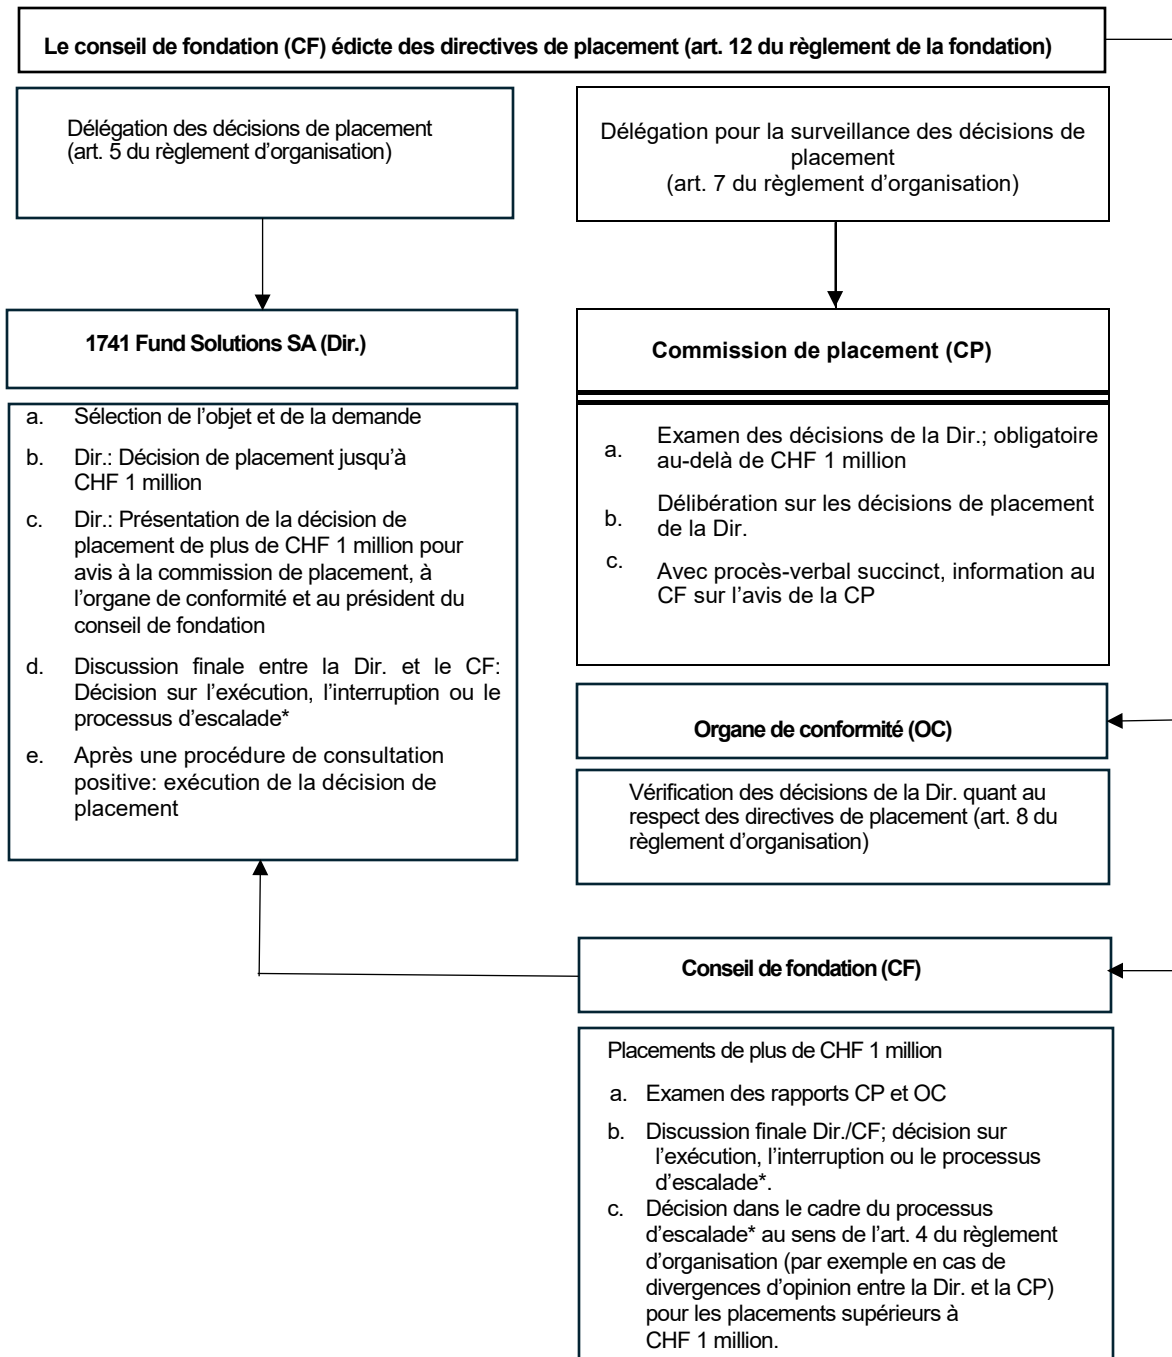 Le conseil de fondation (CF) édicte des directives de placement (art. 12 du règlement de la fondation)
Délégation des décisions de placement
(art. 5 du règlement d'organisation)
Délégation pour la surveillance des décisions de
placement
(art. 7 du règlement d'organisation)
1741 Fund Solutions SA (Dir.)
a. Sélection de l'objet et de la demande
b. Dir.: Décision de placement jusqu'à
CHF 1 million
c. Dir.: Présentation de la décision de
placement de plus de CHF 1 million pour
avis à la commission de placement, à
l'organe de conformité et au président du
conseil de fondation
d. Discussion finale entre la Dir. et le CF:
Décision sur l'exécution, l'interruption ou le
processus d'escalade*
e. Après une procédure de consultation
positive: exécution de la décision de
placement
Commission de placement (CP)
a. Examen des décisions de la Dir.; obligatoire
au-delà de CHF 1 million
b. Délibération sur les décisions de placement
de la Dir.
c. Avec procès-verbal succinct, information au
CF sur l'avis de la CP
Organe de conformité (OC)
Vérification des décisions de la Dir. quant au
respect des directives de placement (art. 8 du
règlement d'organisation)
Conseil de fondation (CF)
Placements de plus de CHF 1 million
a. Examen des rapports CP et OC
b. Discussion finale Dir./CF; décision sur
l'exécution, l'interruption ou le processus
d'escalade*.
c. Décision dans le cadre du processus
d'escalade* au sens de l'art. 4 du règlement
d'organisation (par exemple en cas de
divergences d'opinion entre la Dir. et la CP)
pour les placements supérieurs à
CHF 1 million.